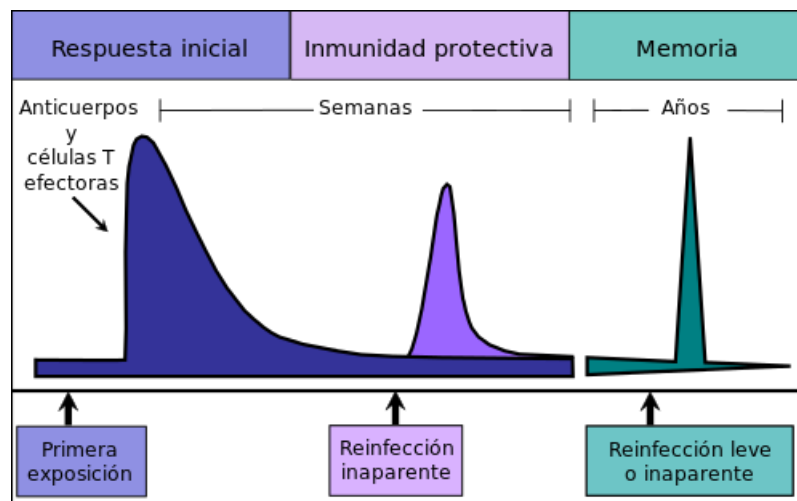 Respuesta inicial
Inmunidad protectiva
Memoria
Anticuerpos
y
células T
efectoras
Semanas
Años
Primera
exposición
Reinfección
inaparente
Reinfección leve
o inaparente